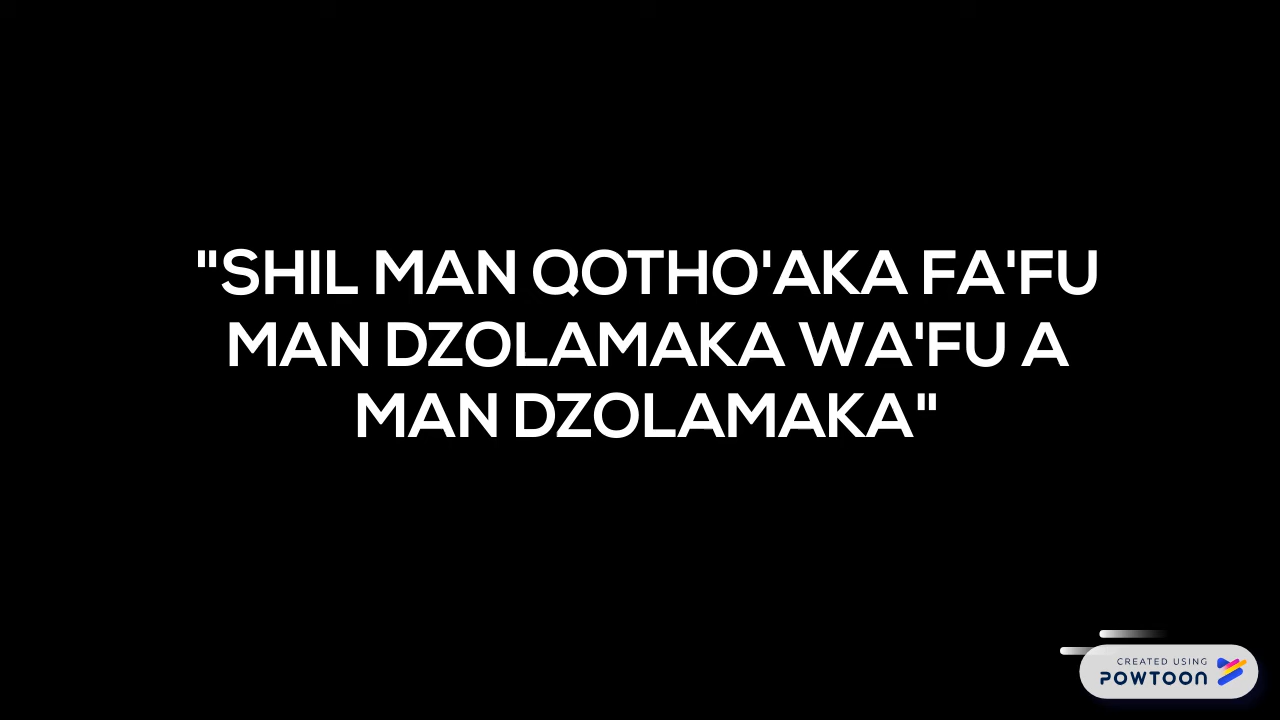 "SHIL MAN QOTHO'AKA FA'FU
MAN DZOLAMAKA WA'FU A
MAN DZOLAMAKA"
CREATED USING
POWTOON